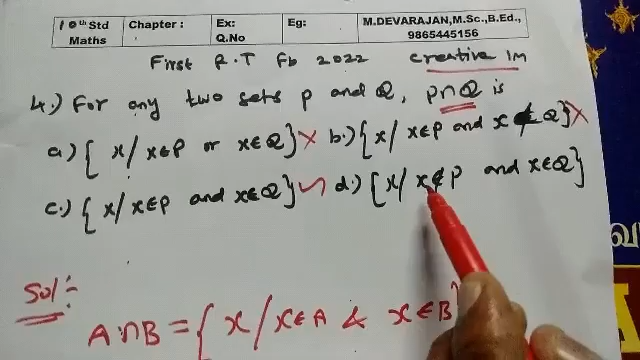 10th Std Maths Chapter : Ex: Q.No Eg: M.DEVARAJAN,M.Sc.,B.Ed., 9865445156
First R.T Fb 2022 creative 1m
4.) For any two sets P and Q, P∩Q is
a) { x/ x∈P or x∈Q} × b.) {x/ x∈P and x∉Q} ×
c.) { x/ x∈P and x∈Q} ✓ d.) {x/ x∉P and x∈Q}
Sol:-
A∩B = { x/x∈A & x∈B